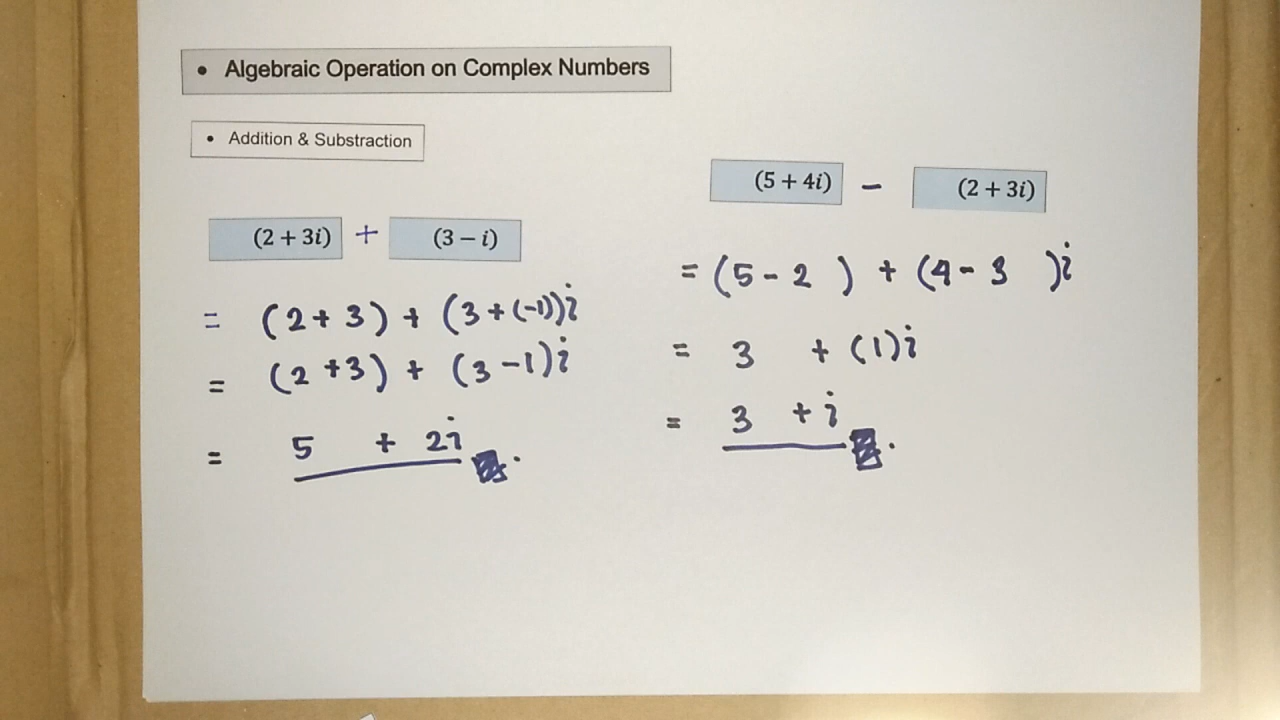 • Algebraic Operation on Complex Numbers
• Addition & Substraction
(2 + 3i) + (3 – i)
= (2 + 3) + (3 + (-1))i
= (2 + 3) + (3 - 1)i
= 5 + 2i
(5 + 4i) – (2 + 3i)
= (5 - 2 ) + (4 - 3 )i
= 3 + (1)i
= 3 + i